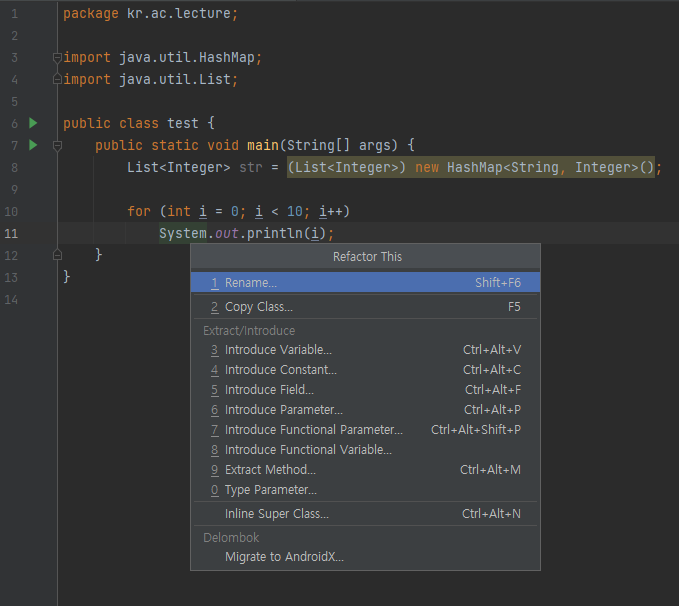 1 package kr.ac.lecture;
2
3 import java.util.HashMap;
4 import java.util.List;
5
6 public class test {
7 public static void main(String[] args) {
8 List<Integer> str = (List<Integer>) new HashMap<String, Integer>();
9
10 for (int i = 0; i < 10; i++)
11 System.out.println(i);
12 }
13 }
14
Refactor This
1 Rename... Shift+F6
2 Copy Class... F5
Extract/Introduce
3 Introduce Variable... Ctrl+Alt+V
4 Introduce Constant... Ctrl+Alt+C
5 Introduce Field... Ctrl+Alt+F
6 Introduce Parameter... Ctrl+Alt+P
7 Introduce Functional Parameter... Ctrl+Alt+Shift+P
8 Introduce Functional Variable...
9 Extract Method... Ctrl+Alt+M
0 Type Parameter...
Inline Super Class... Ctrl+Alt+N
Delombok
Migrate to AndroidX...